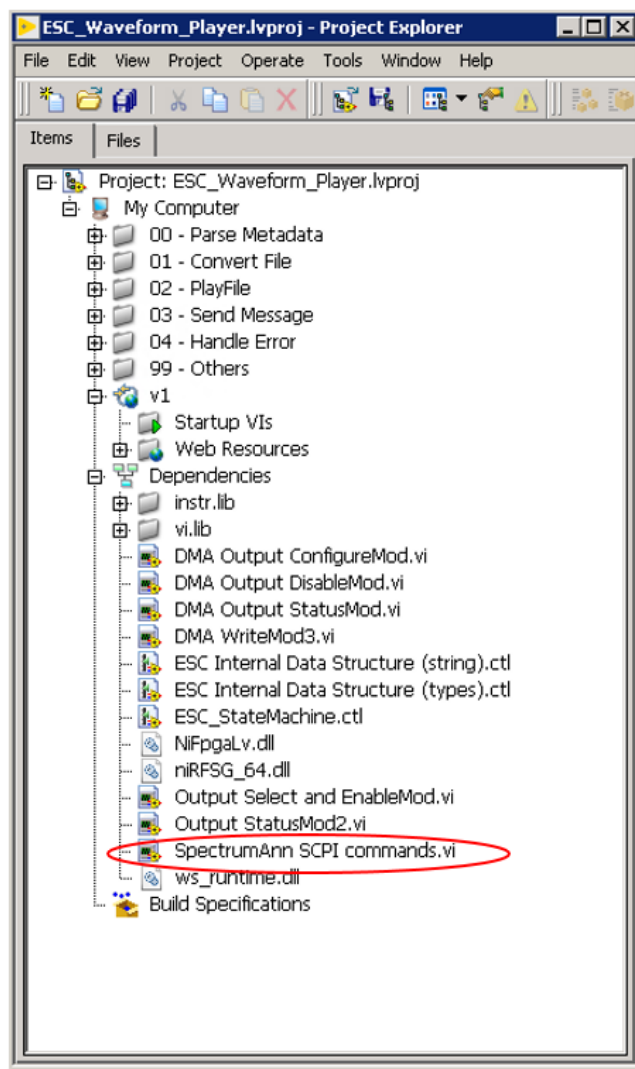 ESC_Waveform_Player.lvproj - Project Explorer
File Edit View Project Operate Tools Window Help
Items Files
Project: ESC_Waveform_Player.lvproj
My Computer
00 - Parse Metadata
01 - Convert File
02 - PlayFile
03 - Send Message
04 - Handle Error
99 - Others
v1
Startup VIs
Web Resources
Dependencies
instr.lib
vi.lib
DMA Output ConfigureMod.vi
DMA Output DisableMod.vi
DMA Output StatusMod.vi
DMA WriteMod3.vi
ESC Internal Data Structure (string).ctl
ESC Internal Data Structure (types).ctl
ESC_StateMachine.ctl
NiFpgaLv.dll
niRFSG_64.dll
Output Select and EnableMod.vi
Output StatusMod2.vi
SpectrumAnn SCPI commands.vi
ws_runtime.dll
Build Specifications